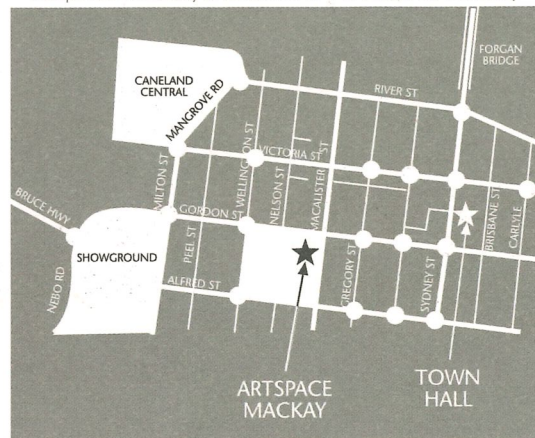 FORGAN
BRIDGE
CANELAND
CENTRAL
MANGROVE RD
RIVER ST
VICTORIA ST
WELLINGTON ST
MILTON ST
NELSON ST
MACALISTER ST
BRUCE HWY
GORDON ST
PEEL ST
BRISBANE ST
CARLYLE
NEBO RD
SHOWGROUND
GREGORY ST
SYDNEY ST
ALFRED ST
ARTSPACE
MACKAY
TOWN
HALL